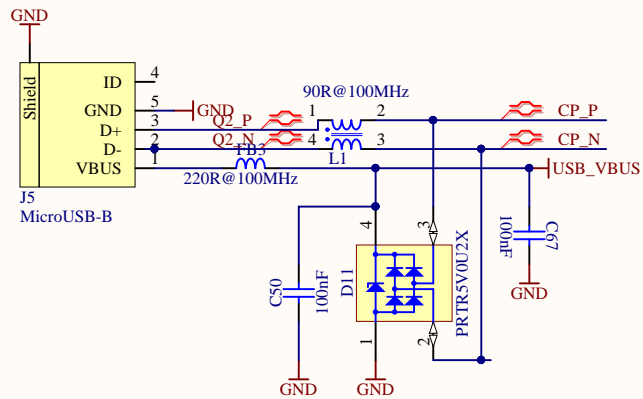 GND
Shield
ID
4
GND
5
GND
D+
3
Q2_P
1
90R@100MHz
2
CP_P
D-
2
Q2_N
4
L1
3
CP_N
VBUS
1
FB3
220R@100MHz
USB_VBUS
J5
MicroUSB-B
C50
100nF
GND
4
3
D11
PRTR5V0U2X
1
2
GND
C67
100nF
GND